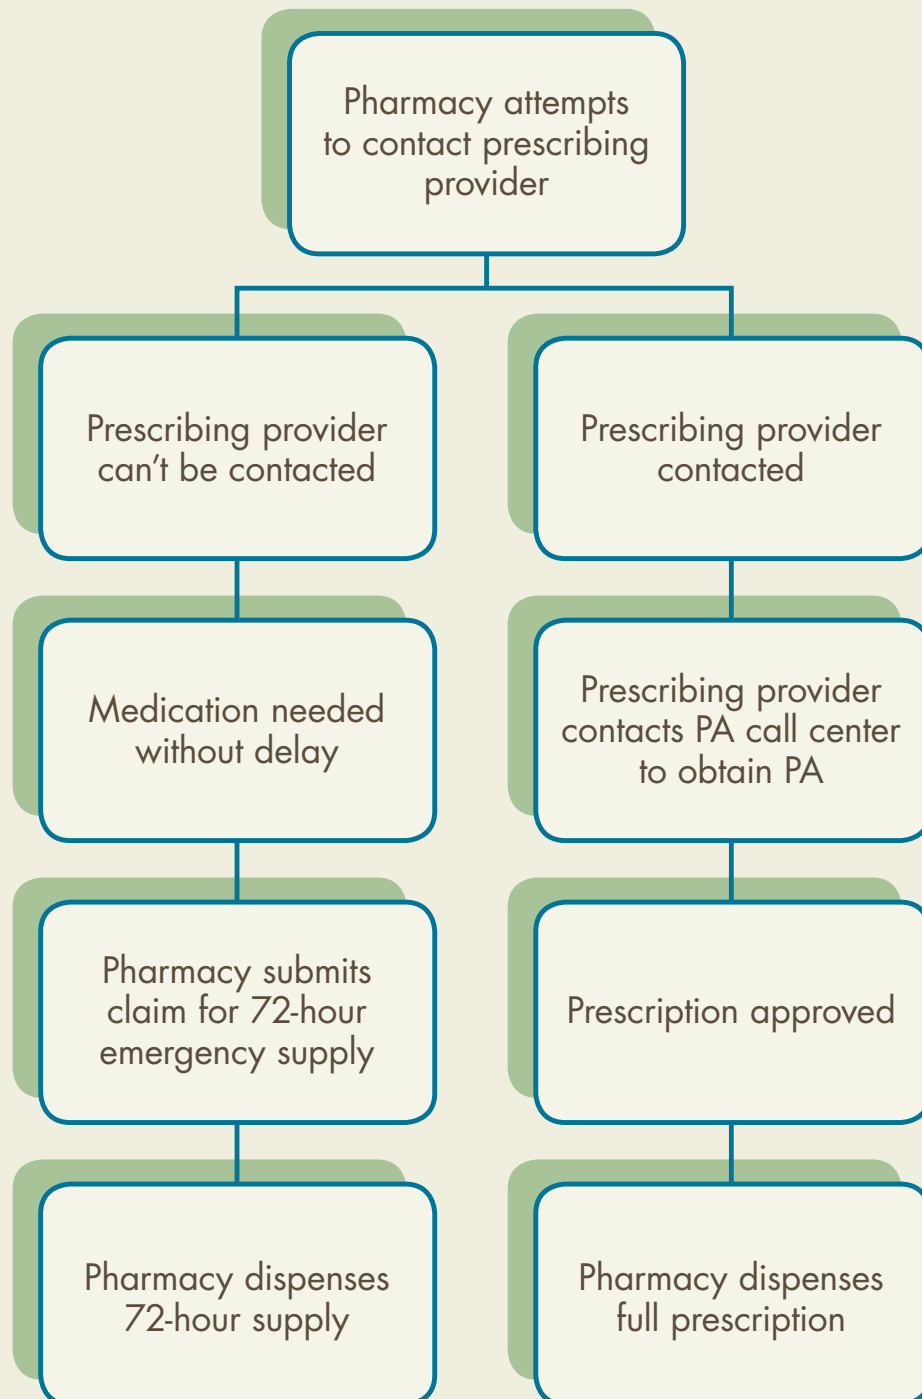 Pharmacy attempts
to contact prescribing
provider
Prescribing provider
can't be contacted
Prescribing provider
contacted
Medication needed
without delay
Prescribing provider
contacts PA call center
to obtain PA
Pharmacy submits
claim for 72-hour
emergency supply
Prescription approved
Pharmacy dispenses
72-hour supply
Pharmacy dispenses
full prescription